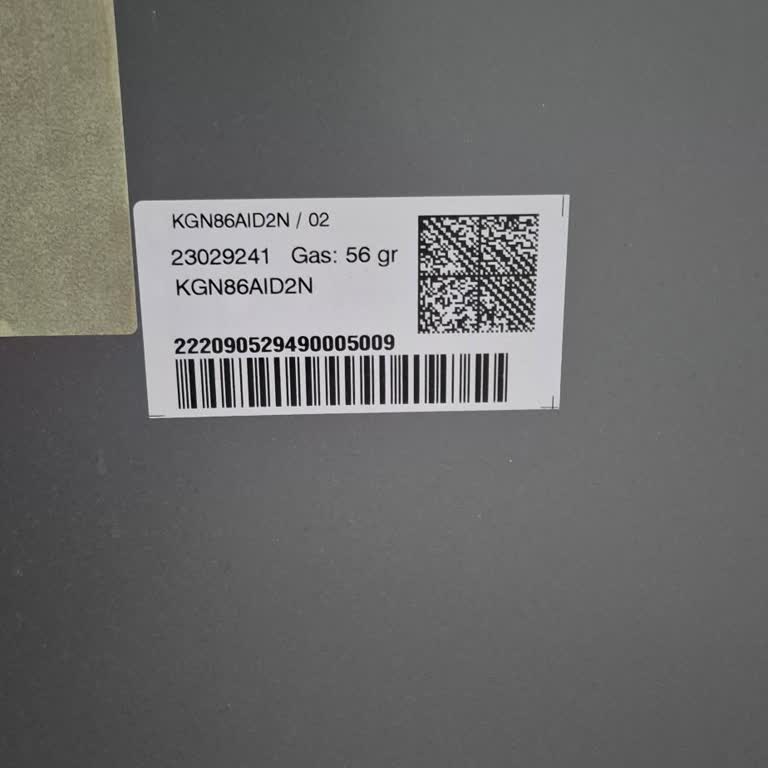 KGN86AID2N / 02
23029241 Gas: 56 gr
KGN86AID2N
222090529490005009